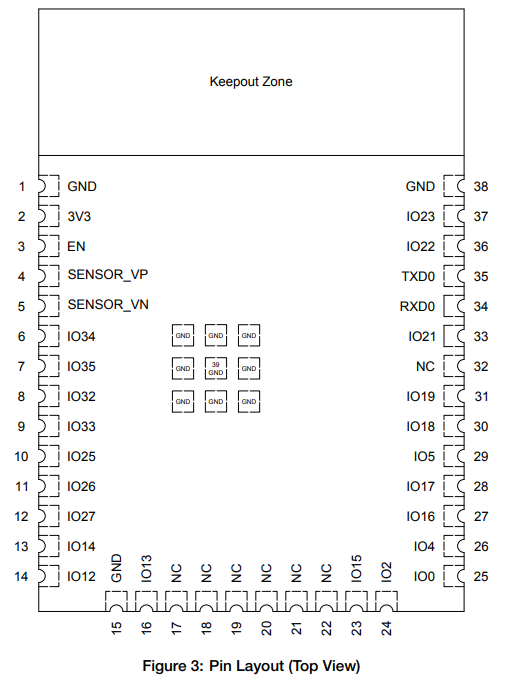 Keepout Zone
1 GND GND 38
2 3V3 IO23 37
3 EN IO22 36
4 SENSOR_VP TXD0 35
5 SENSOR_VN RXD0 34
6 IO34 GND GND GND IO21 33
7 IO35 GND 39 GND GND NC 32
8 IO32 GND GND GND IO19 31
9 IO33 IO18 30
10 IO25 IO5 29
11 IO26 IO17 28
12 IO27 IO16 27
13 IO14 IO4 26
14 IO12 IO0 25
GND IO13 NC NC NC NC NC NC IO15 IO2
15 16 17 18 19 20 21 22 23 24
Figure 3: Pin Layout (Top View)